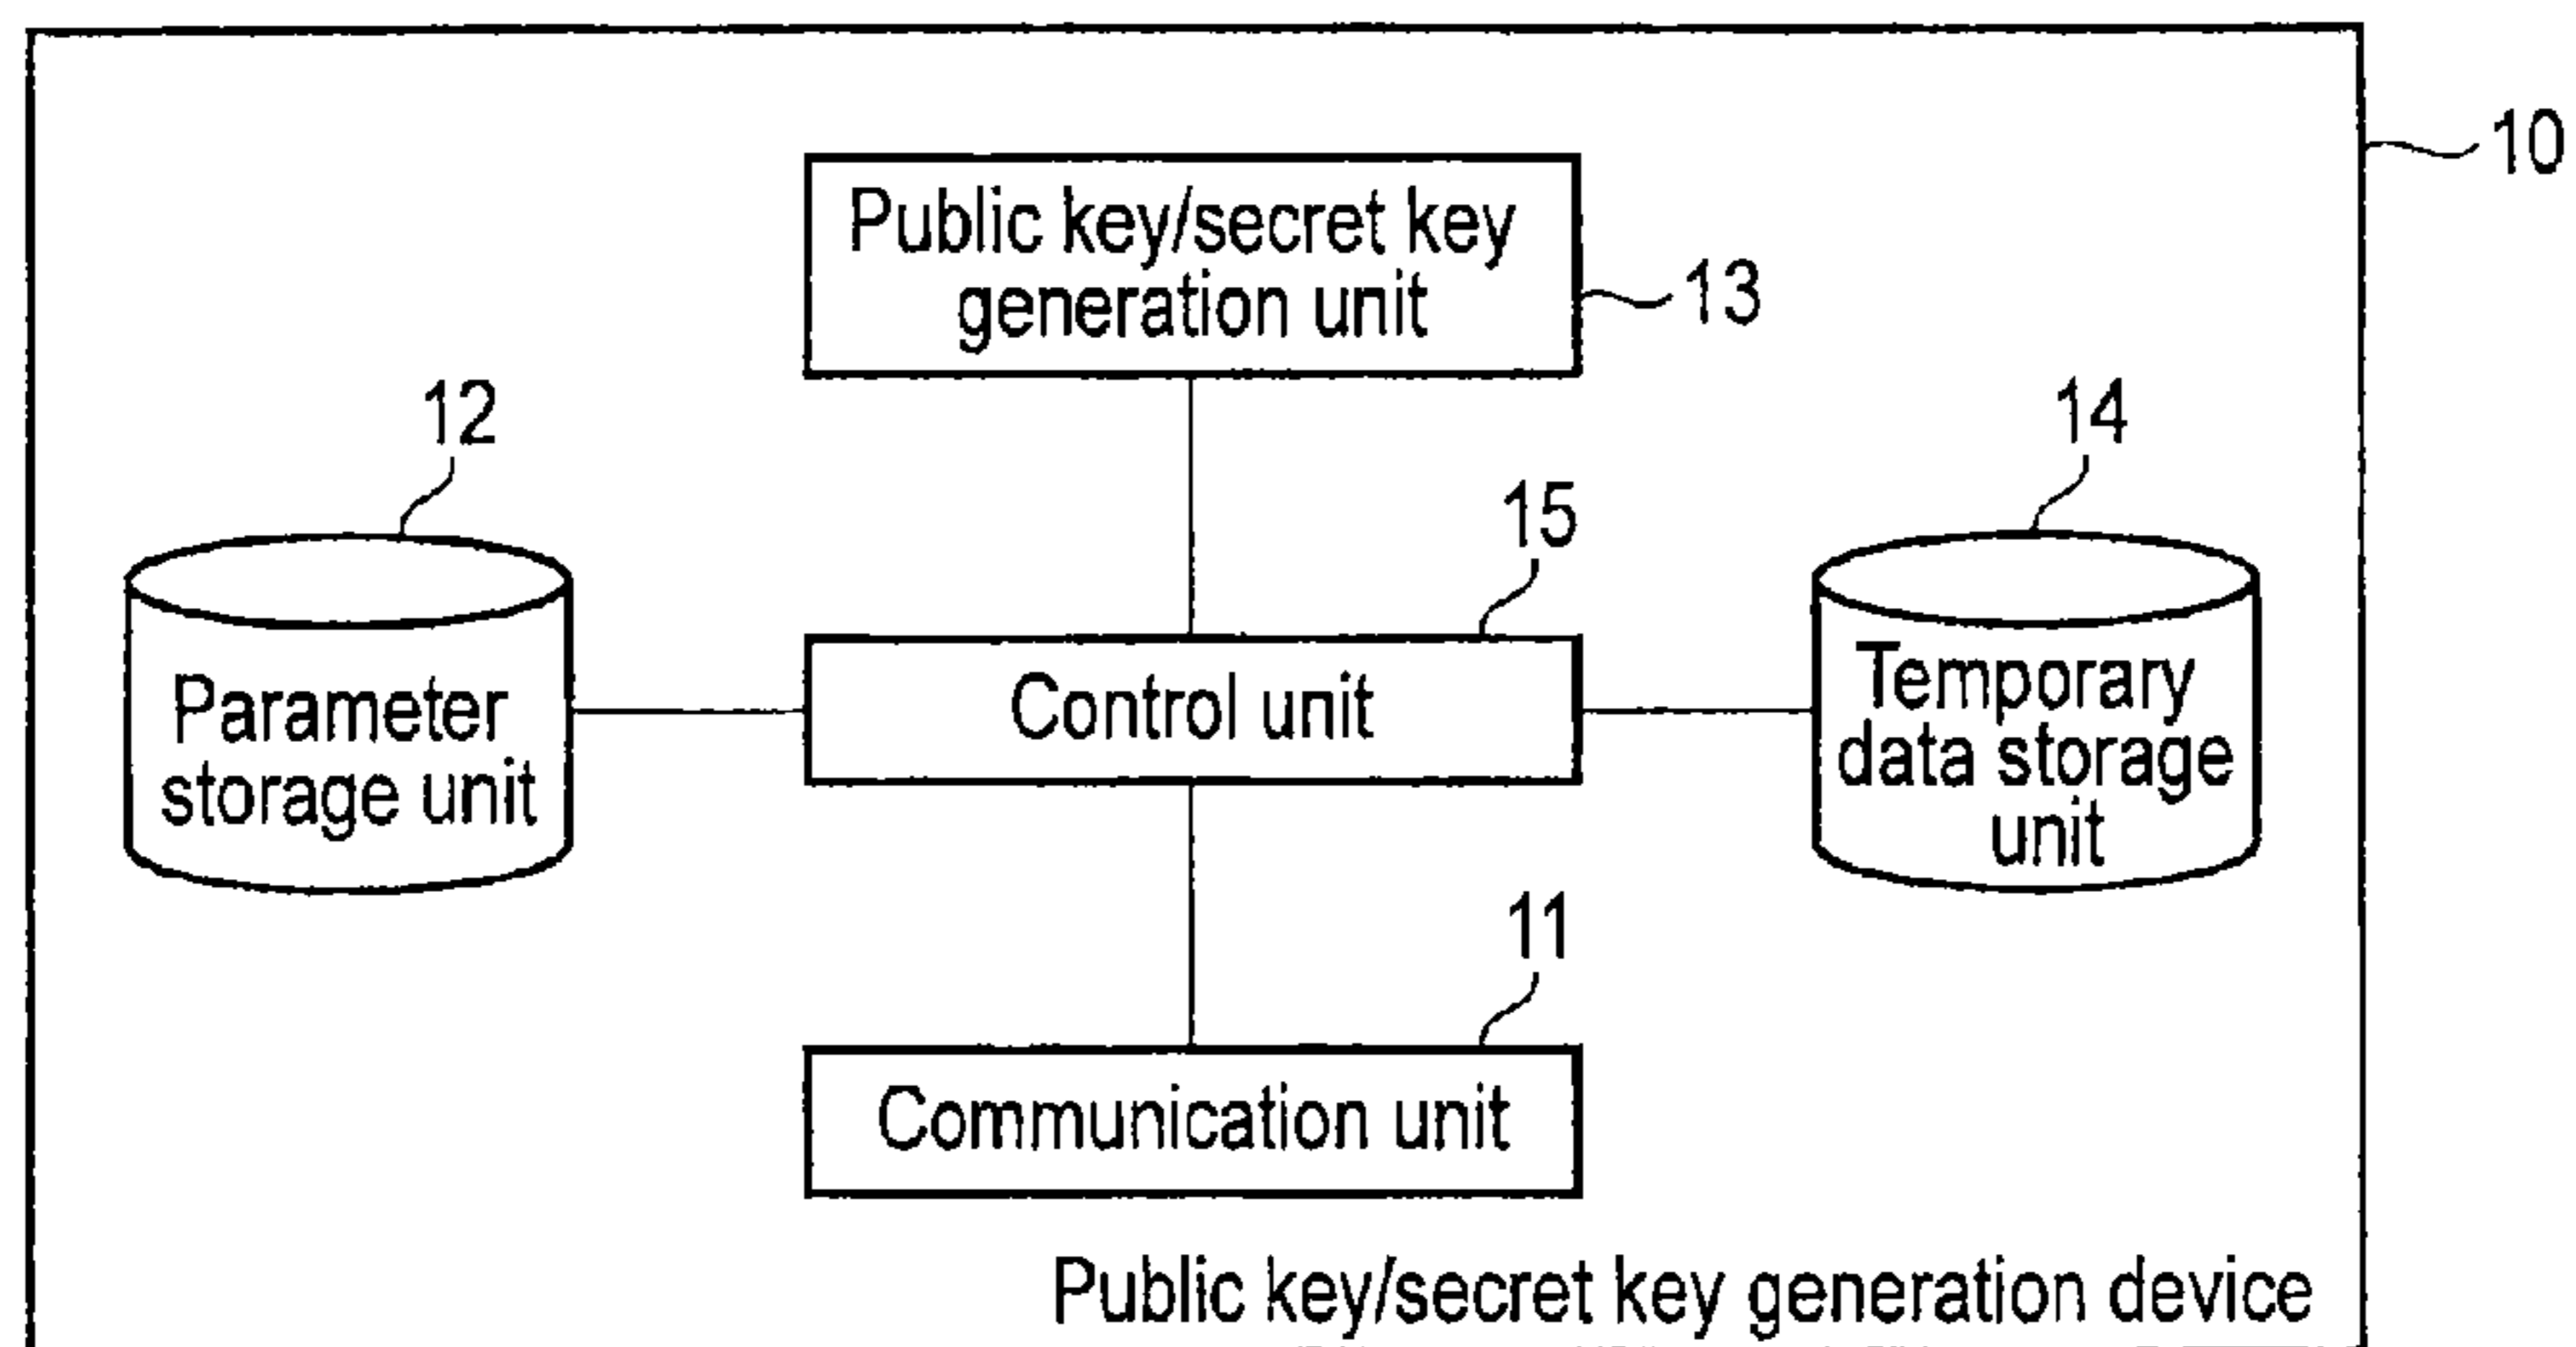 10
Public key/secret key
generation unit
13
12
14
15
Parameter
storage unit
Control unit
Temporary
data storage
unit
11
Communication unit
Public key/secret key generation device